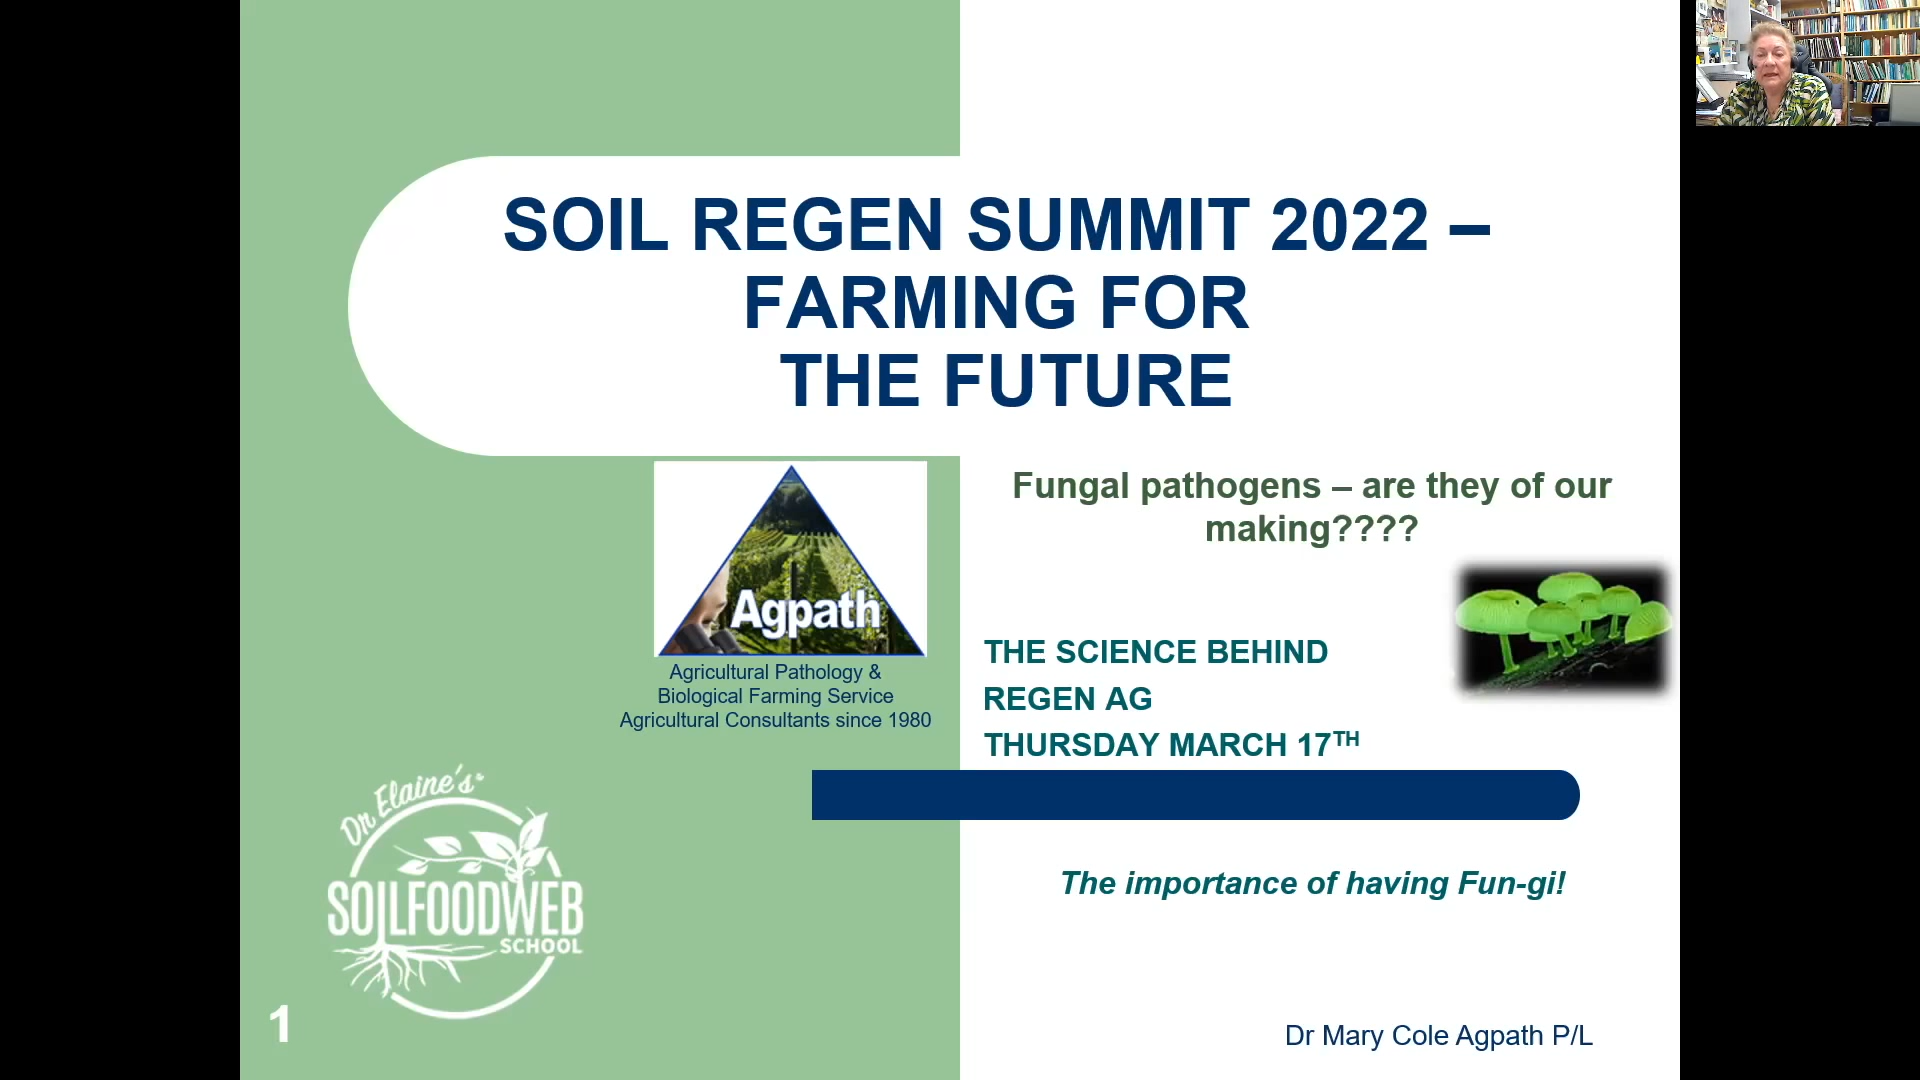 SOIL REGEN SUMMIT 2022 –
FARMING FOR
THE FUTURE
Agpath
Agricultural Pathology &
Biological Farming Service
Agricultural Consultants since 1980
Fungal pathogens – are they of our
making????
THE SCIENCE BEHIND
REGEN AG
THURSDAY MARCH 17TH
Dr Elaine's
SOILFOODWEB
SCHOOL
The importance of having Fun-gi!
1
Dr Mary Cole Agpath P/L